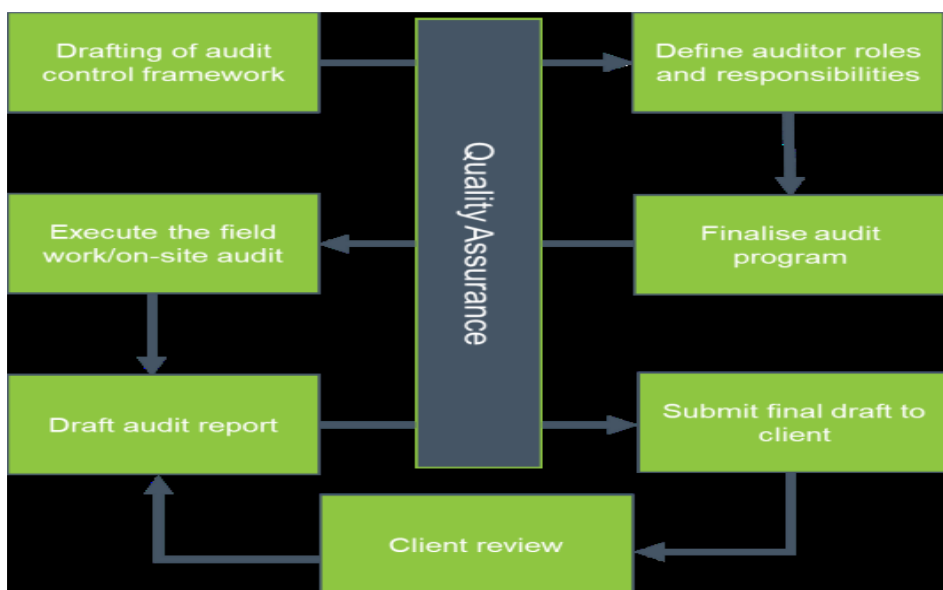 Drafting of audit
control framework
Define auditor roles
and responsibilities
Quality Assurance
Execute the field
work/on-site audit
Finalise audit
program
Draft audit report
Submit final draft to
client
Client review